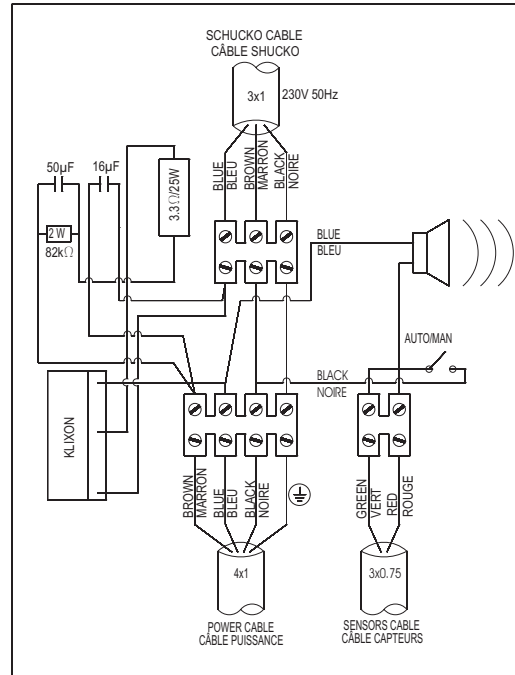 SCHUCKO CABLE
CÂBLE SHUCKO
3x1
230V 50Hz
BLUE
BLEU
BROWN
MARRON
BLACK
NOIRE
50µF
16µF
3.3Ω/25W
2 W
82kΩ
BLUE
BLEU
AUTO/MAN
BLACK
NOIRE
KLIXON
BROWN
MARRON
BLUE
BLEU
BLACK
NOIRE
GREEN
VERT
RED
ROUGE
4x1
3x0.75
POWER CABLE
CÂBLE PUISSANCE
SENSORS CABLE
CÂBLE CAPTEURS